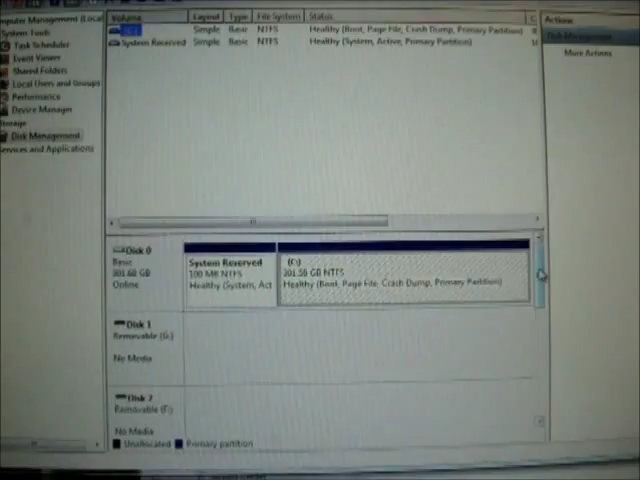 Computer Management (Local
System Tools
Task Scheduler
Event Viewer
Shared Folders
Local Users and Groups
Performance
Device Manager
Storage
Disk Management
Services and Applications
Volume Layout Type File System Status
Simple Basic NTFS Healthy (Boot, Page File, Crash Dump, Primary Partition)
System Reserved Simple Basic NTFS Healthy (System, Active, Primary Partition)
Actions
Disk Management
More Actions
Disk 0
Basic
301.68 GB
Online
System Reserved
100 MB NTFS
Healthy (System, Act
(C:)
301.58 GB NTFS
Healthy (Boot, Page File, Crash Dump, Primary Partition)
Disk 1
Removable
No Media
Disk 2
Removable
No Media
Unallocated Primary partition